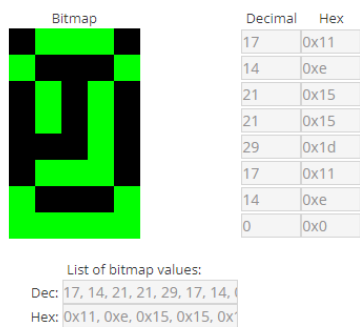 Bitmap Decimal Hex
17 0x11
14 0xe
21 0x15
21 0x15
29 0x1d
17 0x11
14 0xe
0 0x0
List of bitmap values:
Dec: 17, 14, 21, 21, 29, 17, 14,
Hex: 0x11, 0xe, 0x15, 0x15,